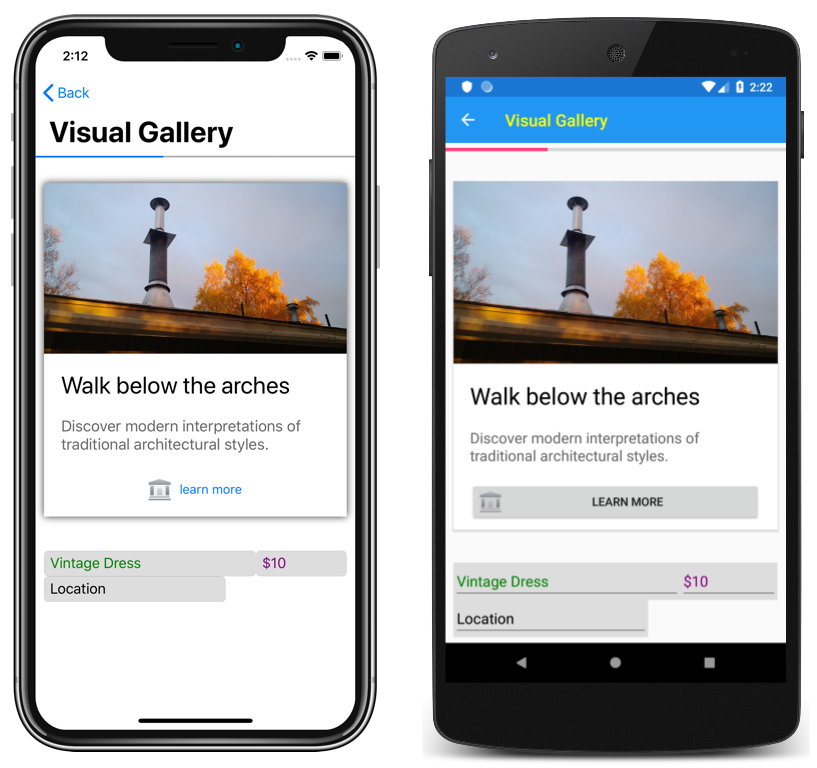 2:12
Back
Visual Gallery
Walk below the arches
Discover modern interpretations of
traditional architectural styles.
learn more
Vintage Dress
$10
Location
2:22
Visual Gallery
Walk below the arches
Discover modern interpretations of
traditional architectural styles.
LEARN MORE
Vintage Dress
$10
Location